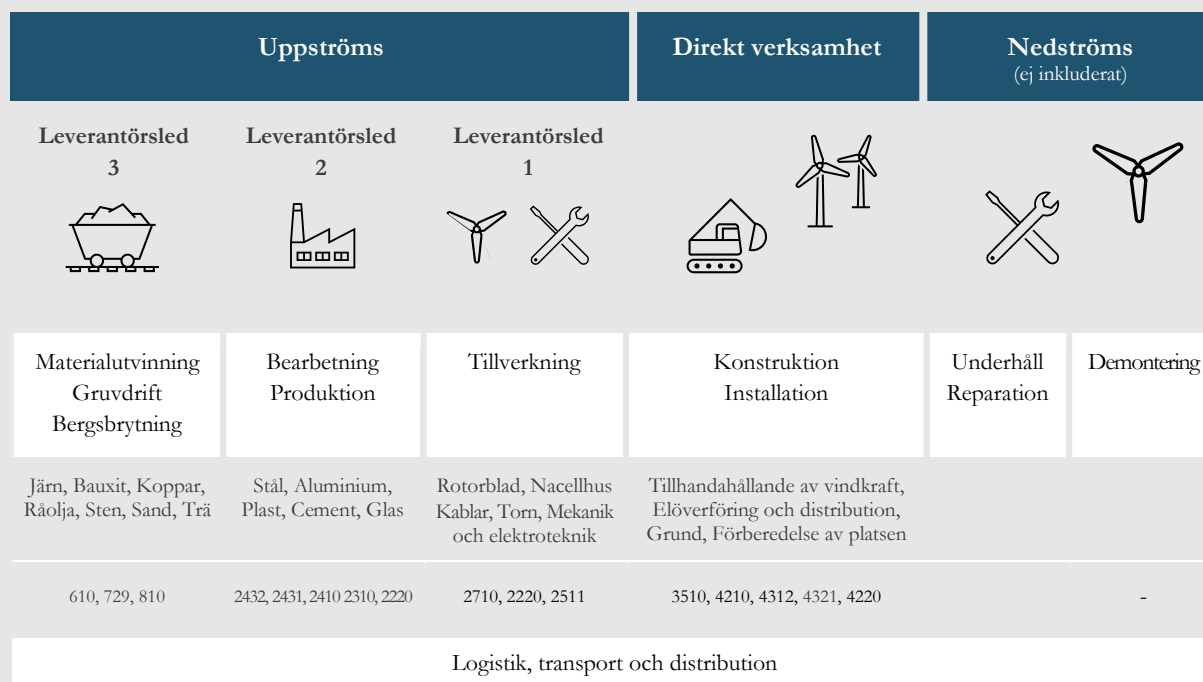 Uppströms
Direkt verksamhet
Nedströms
(ej inkluderat)
Leverantörsled
3
Leverantörsled
2
Leverantörsled
1
Materialutvinning
Gruvdrift
Bergsbrytning
Bearbetning
Produktion
Tillverkning
Konstruktion
Installation
Underhåll
Reparation
Demontering
Järn, Bauxit, Koppar,
Råolja, Sten, Sand, Trä
Stål, Aluminium,
Plast, Cement, Glas
Rotorblad, Nacellhus
Kablar, Torn, Mekanik
och elektroteknik
Tillhandahållande av vindkraft,
Elöverföring och distribution,
Grund, Förberedelse av platsen
610, 729, 810
2432, 2431, 2410 2310, 2220
2710, 2220, 2511
3510, 4210, 4312, 4321, 4220
-
Logistik, transport och distribution